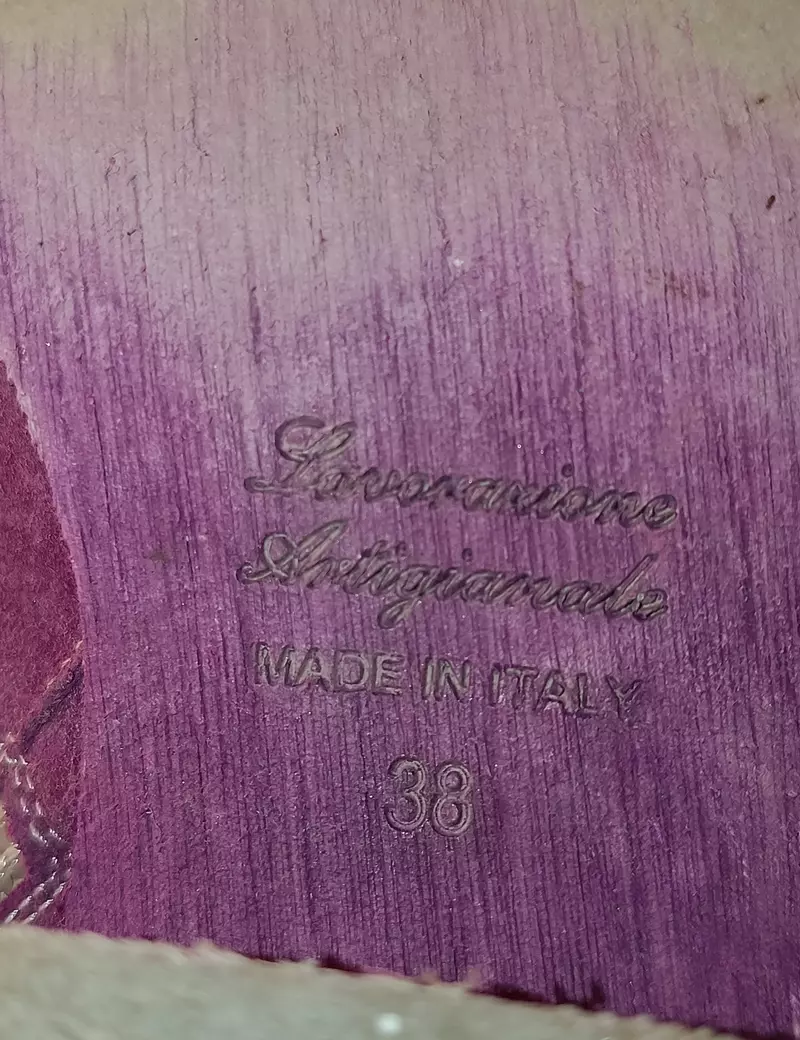 Lavorazione
Artigianale
MADE IN ITALY
38